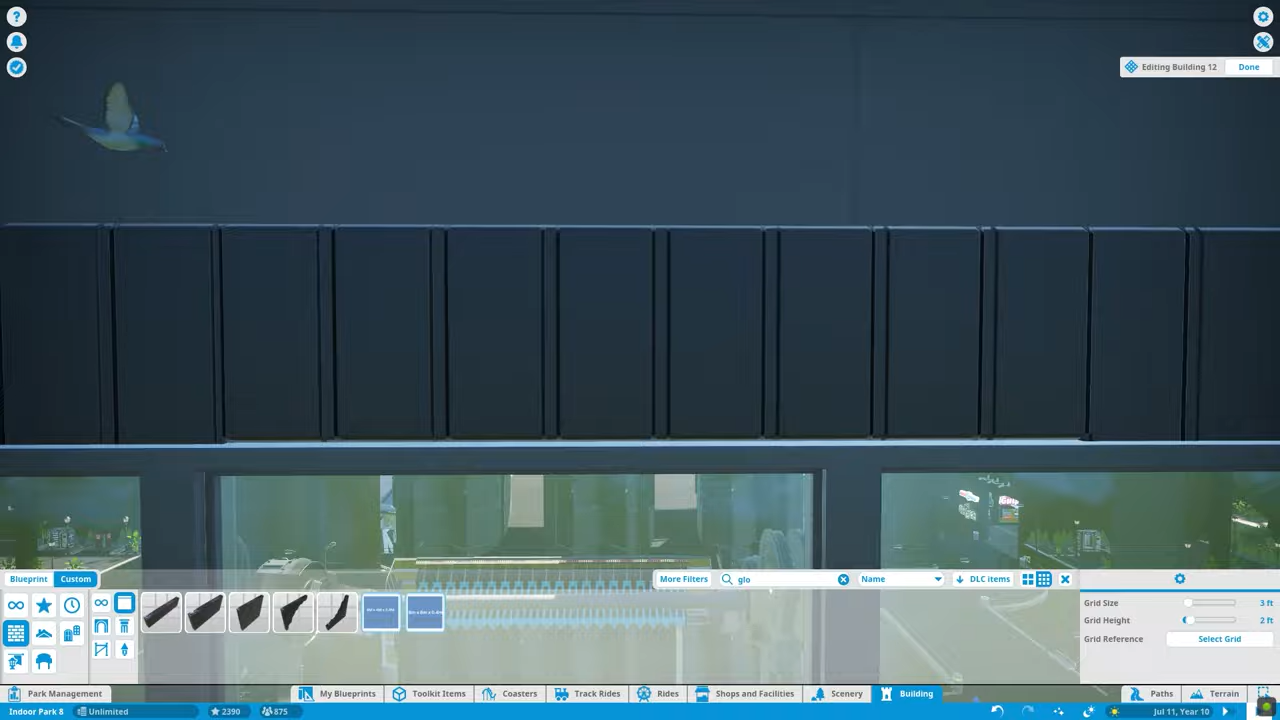 ?
Editing Building 12 Done
Blueprint Custom
More Filters glo Name DLC items
Grid Size 3 ft
Grid Height 2 ft
Grid Reference Select Grid
Park Management My Blueprints Toolkit Items Coasters Track Rides Rides Shops and Facilities Scenery Building Paths Terrain
Indoor Park 8 Unlimited 2390 875 Jul 11, Year 10